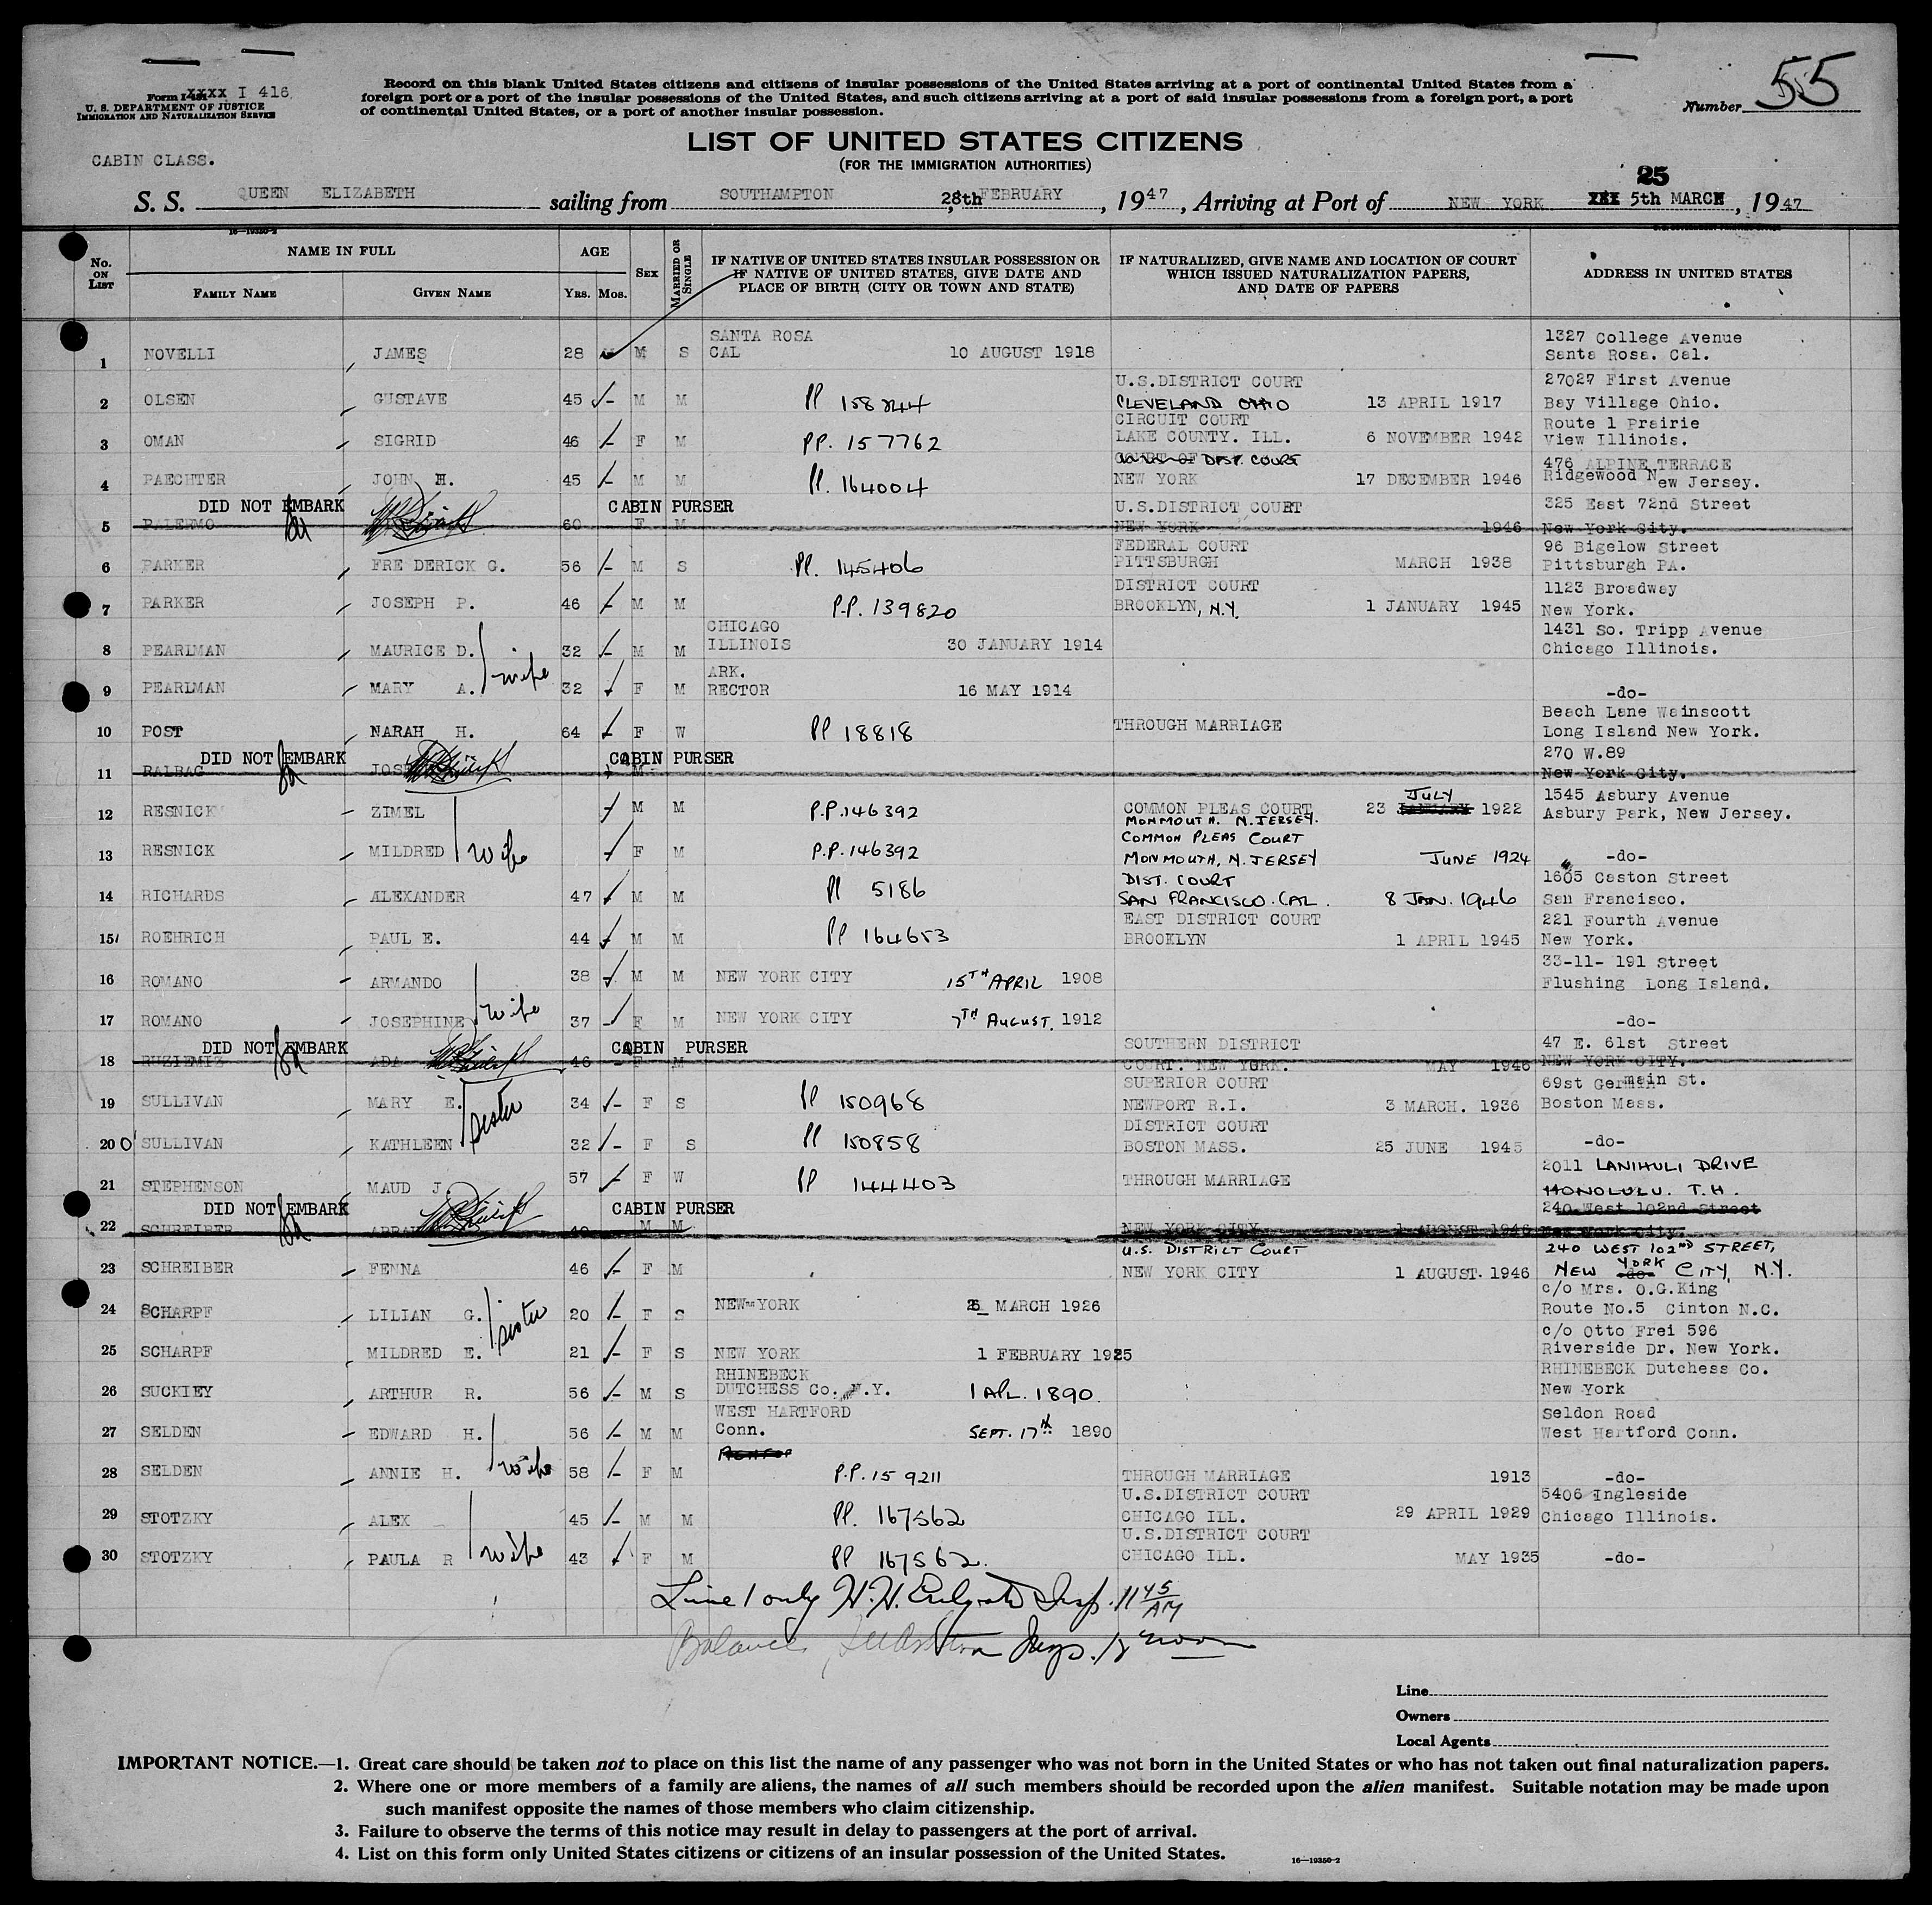 Form I-431 XXXX I 416
U. S. DEPARTMENT OF JUSTICE
IMMIGRATION AND NATURALIZATION SERVICE
Record on this blank United States citizens and citizens of insular possessions of the United States arriving at a port of continental United States from a
foreign port or a port of the insular possessions of the United States, and such citizens arriving at a port of said insular possessions from a foreign port, a port
of continental United States, or a port of another insular possession.
Number 55
LIST OF UNITED STATES CITIZENS
(FOR THE IMMIGRATION AUTHORITIES)
CABIN CLASS.
25
S. S. QUEEN ELIZABETH sailing from SOUTHAMPTON 28th FEBRUARY, 1947, Arriving at Port of NEW YORK XXX 5th MARCH, 1947
16-19350-2
No. ON LIST
NAME IN FULL
FAMILY NAME GIVEN NAME
AGE
YRS. MOS.
SEX
MARRIED OR SINGLE
IF NATIVE OF UNITED STATES INSULAR POSSESSION OR
IF NATIVE OF UNITED STATES, GIVE DATE AND
PLACE OF BIRTH (CITY OR TOWN AND STATE)
IF NATURALIZED, GIVE NAME AND LOCATION OF COURT
WHICH ISSUED NATURALIZATION PAPERS,
AND DATE OF PAPERS
ADDRESS IN UNITED STATES
SANTA ROSA 1327 College Avenue
1 NOVELLI JAMES 28 M S CAL 10 AUGUST 1918 Santa Rosa. Cal.
U.S.DISTRICT COURT 27027 First Avenue
2 OLSEN GUSTAVE 45 - M M PP 158244 CLEVELAND OHIO 13 APRIL 1917 Bay Village Ohio.
CIRCUIT COURT Route 1 Prairie
3 OMAN SIGRID 46 - F M PP. 157762 LAKE COUNTY. ILL. 6 NOVEMBER 1942 View Illinois.
COURT OF DIST. COURT 476 ALPINE TERRACE
4 PAECHTER JOHN H. 45 - M M PP. 164004 NEW YORK 17 DECEMBER 1946 Ridgewood New Jersey.
DID NOT EMBARK CABIN PURSER U.S.DISTRICT COURT 325 East 72nd Street
5 PALERMO 60 F M NEW YORK 1946 New York City.
FEDERAL COURT 96 Bigelow Street
6 PARKER FREDERICK G. 56 - M S PP. 145406 PITTSBURGH MARCH 1938 Pittsburgh PA.
DISTRICT COURT 1123 Broadway
7 PARKER JOSEPH P. 46 - M M P.P. 139820 BROOKLYN, N.Y. 1 JANUARY 1945 New York.
CHICAGO 1431 So. Tripp Avenue
8 PEARLMAN MAURICE D. 32 - M M ILLINOIS 30 JANUARY 1914 Chicago Illinois.
wife
ARK.
9 PEARLMAN MARY A. 32 F M RECTOR 16 MAY 1914 -do-
Beach Lane Wainscott
10 POST NARAH H. 64 F W PP 18818 THROUGH MARRIAGE Long Island New York.
DID NOT EMBARK CABIN PURSER 270 W.89
11 RALBAG M New York City.
JULY 1545 Asbury Avenue
12 RESNICK ZIMEL M M P.P.146392 COMMON PLEAS COURT 23 JANUARY 1922 Asbury Park, New Jersey.
MONMOUTH. N.JERSEY.
wife
COMMON PLEAS COURT
13 RESNICK MILDRED F M P.P.146392 MONMOUTH, N.JERSEY JUNE 1924 -do-
DIST. COURT 1605 Caston Street
14 RICHARDS ALEXANDER 47 M M PP 5186 SAN FRANCISCO. CAL. 8 JAN. 1946 San Francisco.
EAST DISTRICT COURT 221 Fourth Avenue
15 ROEHRICH PAUL E. 44 M M PP 164653 BROOKLYN 1 APRIL 1945 New York.
33-11- 191 Street
16 ROMANO ARMANDO 38 M M NEW YORK CITY 15TH APRIL 1908 Flushing Long Island.
wife
17 ROMANO JOSEPHINE 37 - F M NEW YORK CITY 7TH AUGUST. 1912 -do-
DID NOT EMBARK CABIN PURSER SOUTHERN DISTRICT 47 E. 61st Street
18 RUZIEMIZ ADA 46 - F M COURT. NEW YORK. MAY 1946 NEW YORK CITY.
SUPERIOR COURT 69st Germain St.
19 SULLIVAN MARY E. 34 - F S PP 150968 NEWPORT R.I. 3 MARCH. 1936 Boston Mass.
sister
DISTRICT COURT
20 SULLIVAN KATHLEEN 32 - F S PP 150858 BOSTON MASS. 25 JUNE 1945 -do-
2011 LANIHULI DRIVE
21 STEPHENSON MAUD J. 57 - F W PP 144403 THROUGH MARRIAGE HONOLULU. T.H.
DID NOT EMBARK CABIN PURSER 240 West 102nd Street
22 SCHREIBER M M NEW YORK CITY 1 AUGUST 1946 New York City.
U.S. DISTRICT COURT 240 WEST 102ND STREET,
23 SCHREIBER FENNA 46 - F M NEW YORK CITY 1 AUGUST. 1946 NEW YORK -do- CITY, N.Y.
c/o Mrs. O.G.King
24 SCHARPF LILIAN G. 20 - F S NEW YORK MARCH 1926 Route No.5 Cinton N.C.
sister
c/o Otto Frei 596
25 SCHARPF MILDRED E. 21 - F S NEW YORK 1 FEBRUARY 1925 Riverside Dr. New York.
RHINEBECK RHINEBECK Dutchess Co.
26 SUCKLEY ARTHUR R. 56 - M S DUTCHESS Co. N.Y. 1 APL. 1890. New York
WEST HARTFORD Seldon Road
27 SELDEN EDWARD H. 56 - M M Conn. SEPT. 17th 1890 West Hartford Conn.
wife
28 SELDEN ANNIE H. 58 - F M P.P. 159211 THROUGH MARRIAGE 1913 -do-
U.S.DISTRICT COURT 5406 Ingleside
29 STOTZKY ALEX 45 - M M PP. 167562 CHICAGO ILL. 29 APRIL 1929 Chicago Illinois.
wife
U.S.DISTRICT COURT
30 STOTZKY PAULA R 43 F M PP 167562. CHICAGO ILL. MAY 1935 -do-
Line 1 only H.H. Insp. 11 45 AM
Balance Insp. 12 noon
Line
Owners
Local Agents
IMPORTANT NOTICE.—1. Great care should be taken not to place on this list the name of any passenger who was not born in the United States or who has not taken out final naturalization papers.
2. Where one or more members of a family are aliens, the names of all such members should be recorded upon the alien manifest. Suitable notation may be made upon
such manifest opposite the names of those members who claim citizenship.
3. Failure to observe the terms of this notice may result in delay to passengers at the port of arrival.
4. List on this form only United States citizens or citizens of an insular possession of the United States.
16-19350-2